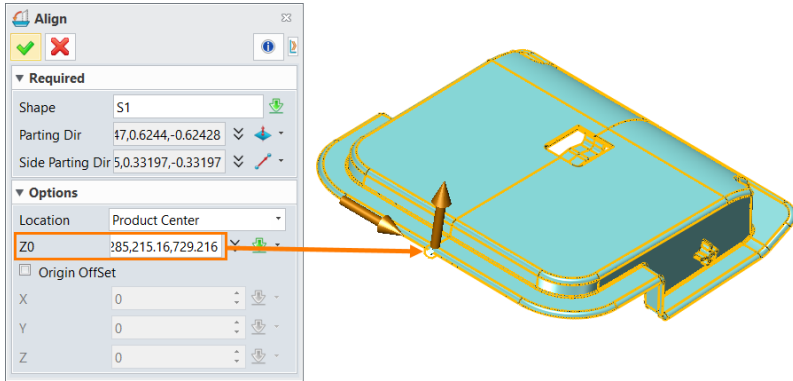 Align
Required
Shape S1
Parting Dir 47,0.6244,-0.62428
Side Parting Dir 5,0.33197,-0.33197
Options
Location Product Center
Z0 285,215.16,729.216
Origin OffSet
X 0
Y 0
Z 0